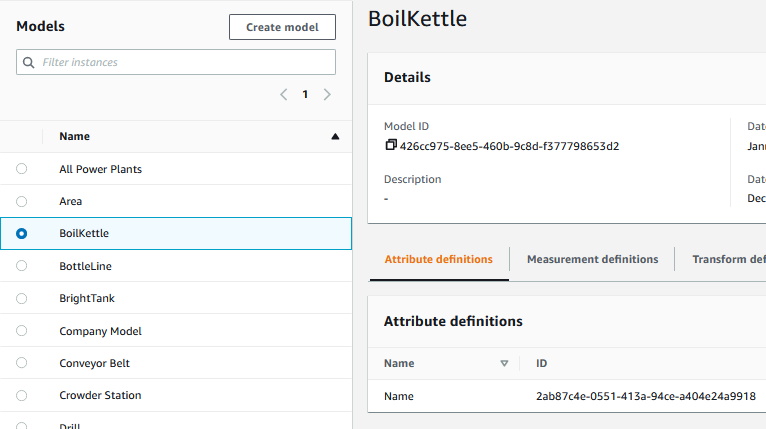 Models
Create model
Filter instances
1
Name
All Power Plants
Area
BoilKettle
BottleLine
BrightTank
Company Model
Conveyor Belt
Crowder Station
Drill
BoilKettle
Details
Model ID
426cc975-8ee5-460b-9c8d-f377798653d2
Description
-
Date
Dec
Attribute definitions
Measurement definitions
Transform def
Attribute definitions
Name
ID
Name
2ab87c4e-0551-413a-94ce-a404e24a9918